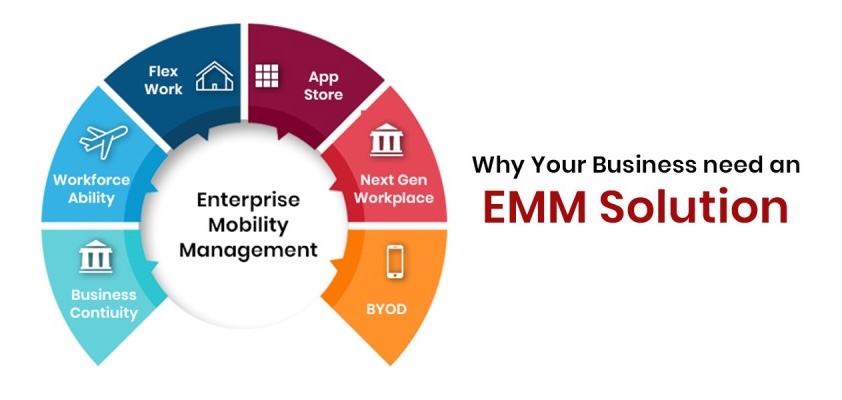 Flex
Work
App
Store
Workforce
Ability
Next Gen
Workplace
Business
Contiuity
BYOD
Enterprise
Mobility
Management
Why Your Business need an
EMM Solution